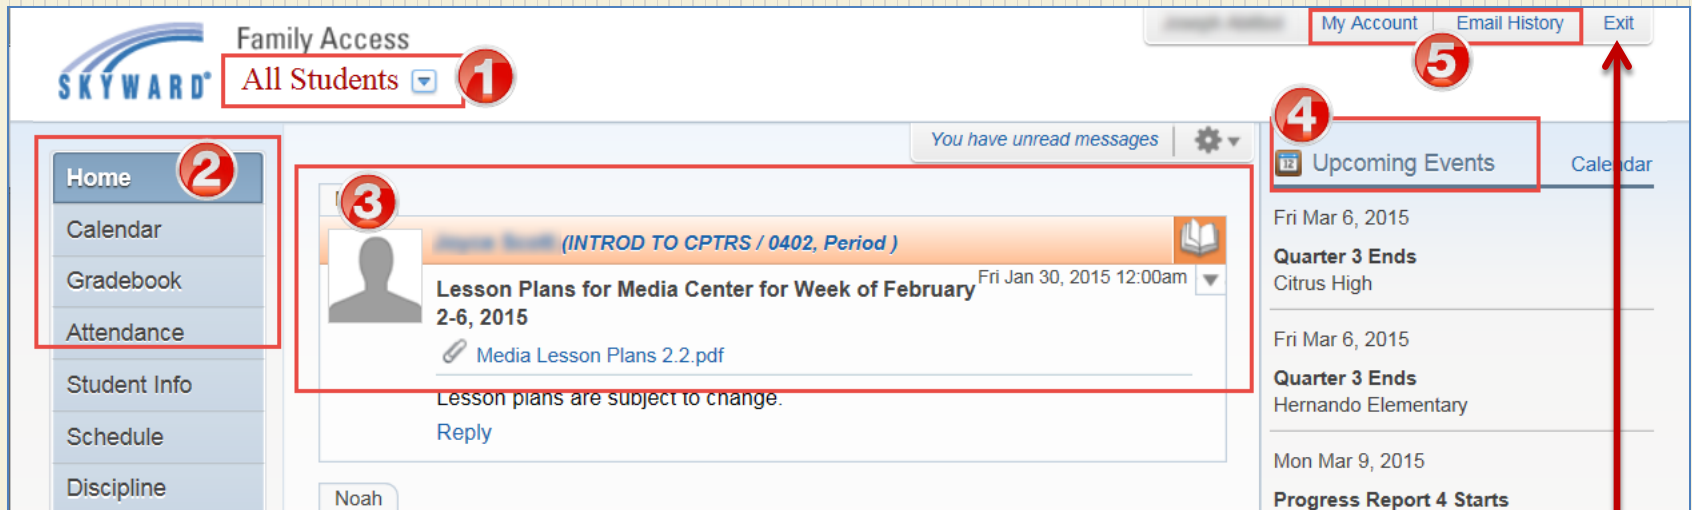 Family Access
SKYWARD®
All Students
1
My Account
Email History
Exit
5
2
Home
Calendar
Gradebook
Attendance
Student Info
Schedule
Discipline
You have unread messages
3
(INTROD TO CPTRS / 0402, Period )
Lesson Plans for Media Center for Week of February
2-6, 2015
Fri Jan 30, 2015 12:00am
Media Lesson Plans 2.2.pdf
Lesson plans are subject to change.
Reply
Noah
4
12
Upcoming Events
Calendar
Fri Mar 6, 2015
Quarter 3 Ends
Citrus High
Fri Mar 6, 2015
Quarter 3 Ends
Hernando Elementary
Mon Mar 9, 2015
Progress Report 4 Starts